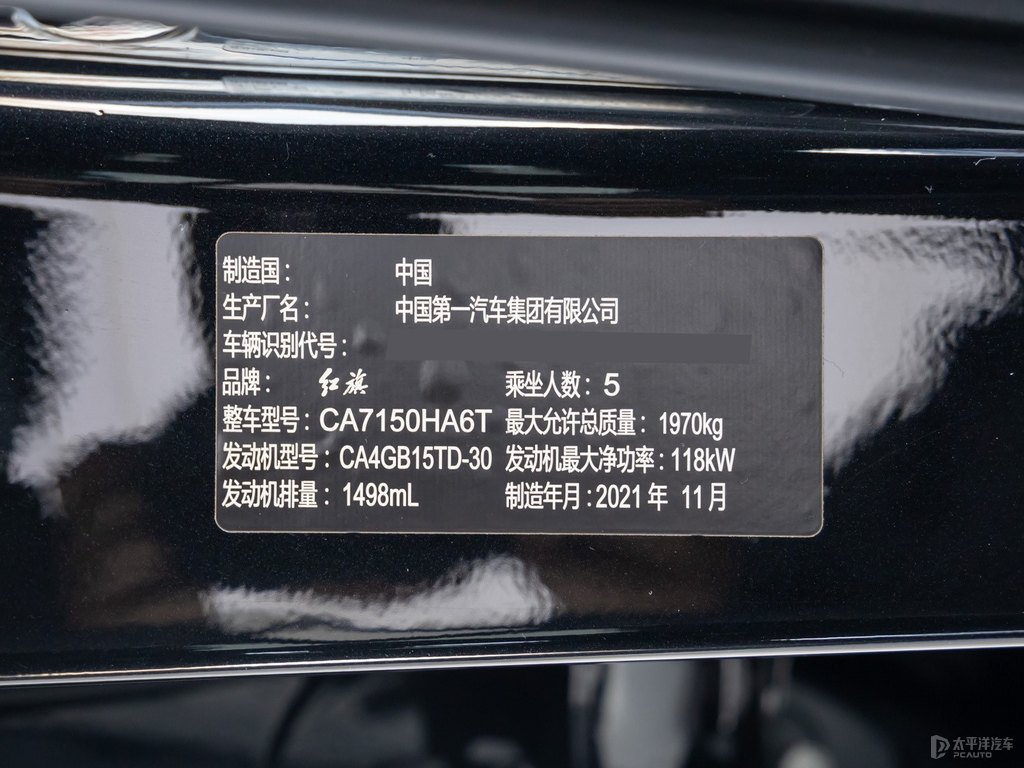 制造国： 中国
生产厂名： 中国第一汽车集团有限公司
车辆识别代号：
品牌： 红旗 乘坐人数：5
整车型号：CA7150HA6T 最大允许总质量：1970kg
发动机型号：CA4GB15TD-30 发动机最大净功率：118kW
发动机排量：1498mL 制造年月：2021年 11月
太平洋汽车
PCAUTO